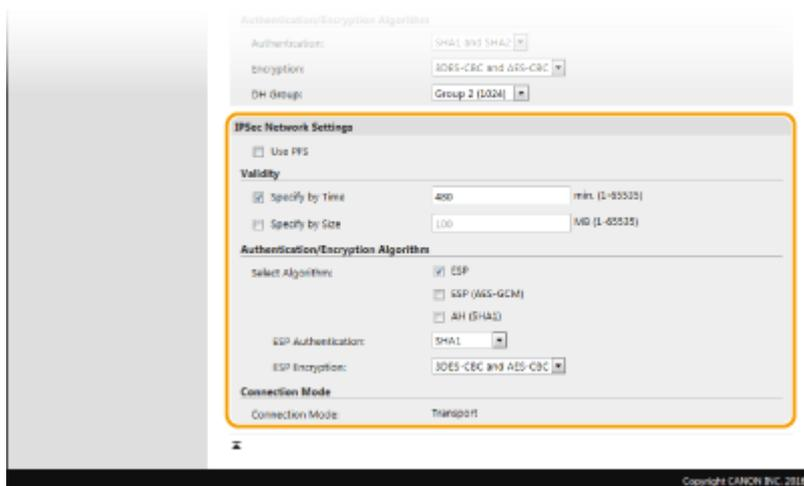 Authentication/Encryption Algorithm
Authentication: SHA1 and SHA2
Encryption: 3DES-CBC and AES-CBC
DH Group: Group 2 (1024)
IPSec Network Settings
Use PFS
Validity
Specify by Time 480 min. (1-65535)
Specify by Size 100 MB (1-65535)
Authentication/Encryption Algorithm
Select Algorithm: ESP
ESP (AES-GCM)
AH (SHA1)
ESP Authentication: SHA1
ESP Encryption: 3DES-CBC and AES-CBC
Connection Mode
Connection Mode: Transport
Copyright CANON INC.